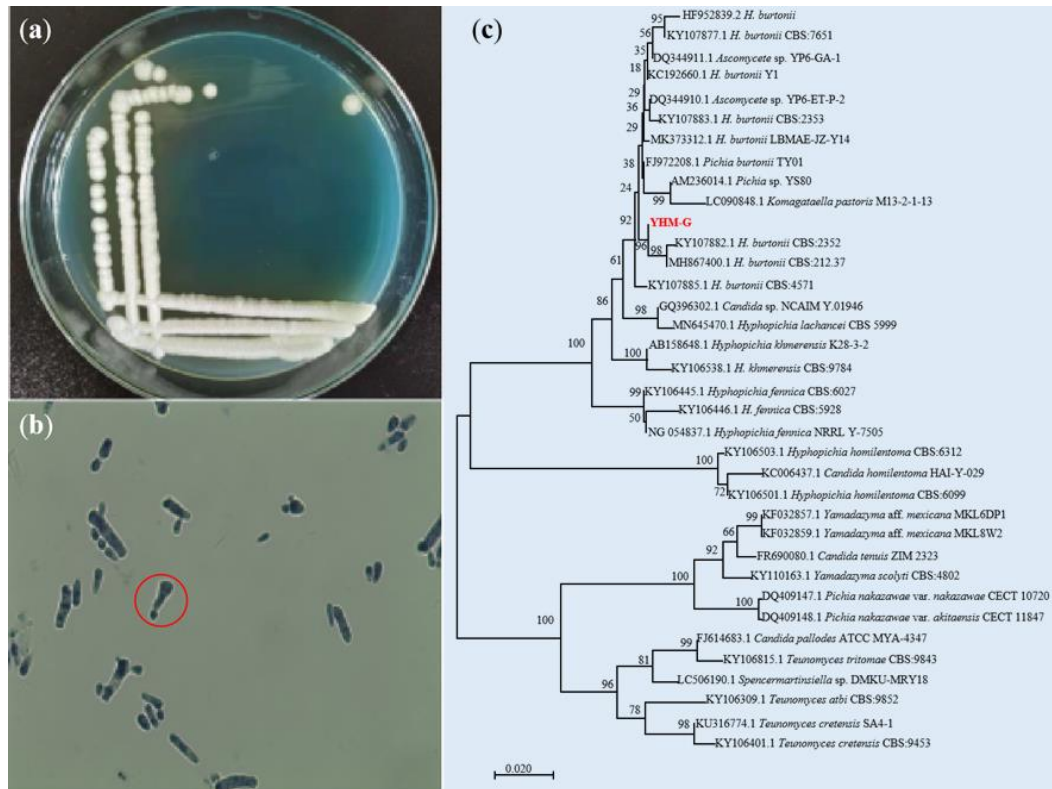 (a)
(b)
(c)
95
HF952839.2 H. burtonii
56
KY107877.1 H. burtonii CBS:7651
35
DQ344911.1 Ascomycete sp. YP6-GA-1
18
KC192660.1 H. burtonii Y1
29
DQ344910.1 Ascomycete sp. YP6-ET-P-2
36
KY107883.1 H. burtonii CBS:2353
29
MK373312.1 H. burtonii LBMAE-JZ-Y14
38
FJ972208.1 Pichia burtonii TY01
24
AM236014.1 Pichia sp. YS80
99
LC090848.1 Komagataella pastoris M13-2-1-13
92
YHM-G
96
KY107882.1 H. burtonii CBS:2352
98
MH867400.1 H. burtonii CBS:212.37
61
KY107885.1 H. burtonii CBS:4571
86
GQ396302.1 Candida sp. NCAIM Y.01946
98
MN645470.1 Hyphopichia lachancei CBS 5999
100
AB158648.1 Hyphopichia khmerensis K28-3-2
100
KY106538.1 H. khmerensis CBS:9784
99
KY106445.1 Hyphopichia fennica CBS:6027
KY106446.1 H. fennica CBS:5928
50
NG 054837.1 Hyphopichia fennica NRRL Y-7505
100
KY106503.1 Hyphopichia homilentoma CBS:6312
KC006437.1 Candida homilentoma HAI-Y-029
72
KY106501.1 Hyphopichia homilentoma CBS:6099
99
KF032857.1 Yamadazyma aff. mexicana MKL6DP1
66
KF032859.1 Yamadazyma aff. mexicana MKL8W2
92
FR690080.1 Candida tenuis ZIM 2323
100
KY110163.1 Yamadazyma scolyti CBS:4802
DQ409147.1 Pichia nakazawae var. nakazawae CECT 10720
100
DQ409148.1 Pichia nakazawae var. akitaensis CECT 11847
100
FJ614683.1 Candida pallodes ATCC MYA-4347
99
KY106815.1 Teunomyces tritomae CBS:9843
81
LC506190.1 Spencermartinsiella sp. DMKU-MRY18
96
KY106309.1 Teunomyces atbi CBS:9852
78
KU316774.1 Teunomyces cretensis SA4-1
98
KY106401.1 Teunomyces cretensis CBS:9453
0.020